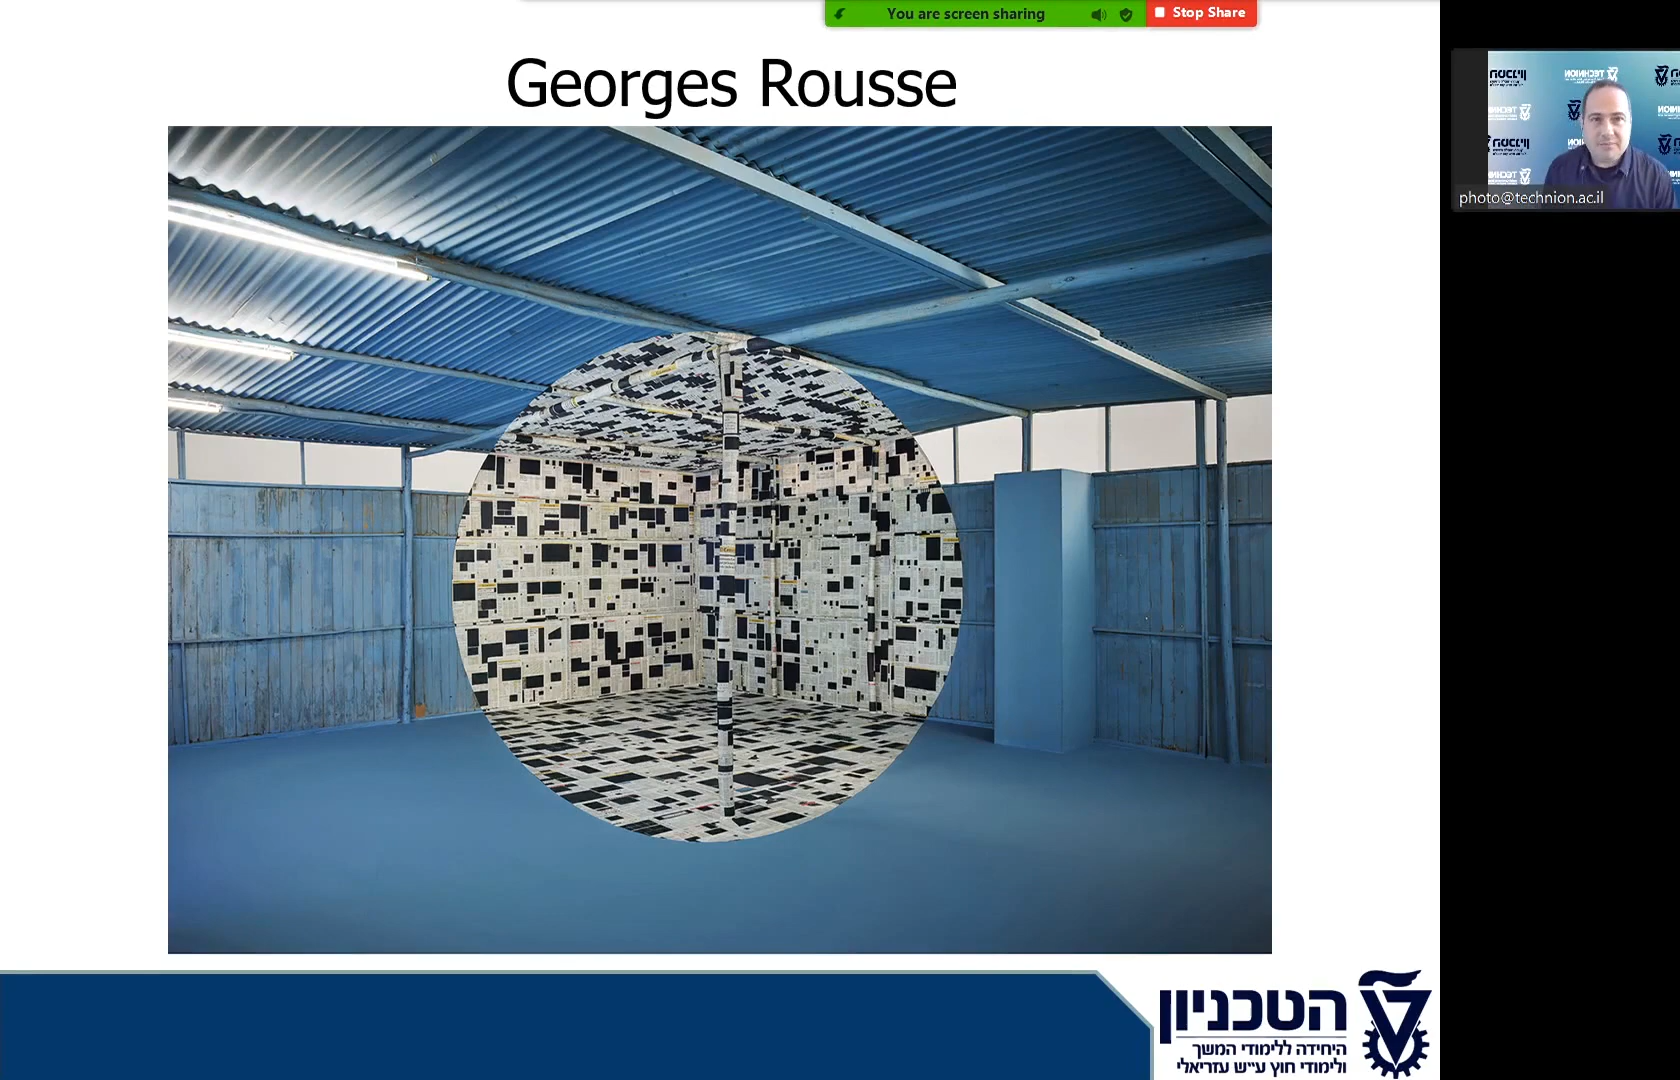 You are screen sharing
Stop Share
Georges Rousse
photo@technion.ac.il
הטכניון
היחידה ללימודי המשך
ולימודי חוץ ע״ש עזריאלי